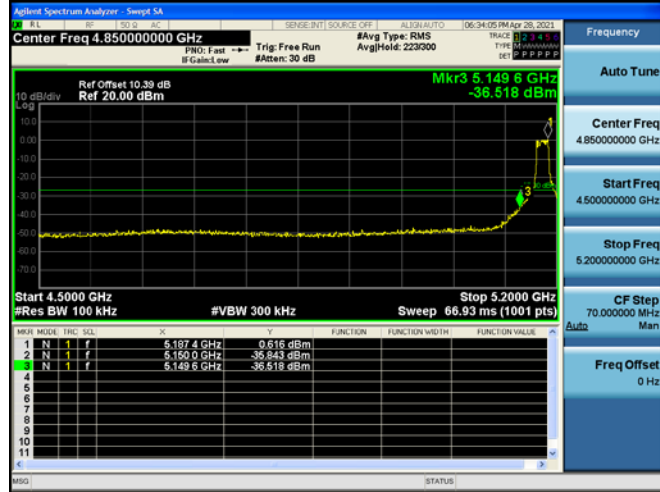 Agilent Spectrum Analyzer - Swept SA
RL RF 50 Ω AC SENSE:INT SOURCE OFF ALIGN AUTO 06:34:05 PM Apr 28, 2021
Center Freq 4.850000000 GHz
#Avg Type: RMS
TRACE 1 2 3 4 5 6
PNO: Fast
Trig: Free Run
Avg|Hold: 223/300
TYPE M
IFGain:Low
#Atten: 30 dB
DET P P P P P P
Ref Offset 10.39 dB
Mkr3 5.149 6 GHz
10 dB/div Ref 20.00 dBm
-36.518 dBm
Log
10.0
0.00
-10.0
-20.0
-30.0
-40.0
-50.0
-60.0
-70.0
1
3
Start 4.5000 GHz
Stop 5.2000 GHz
#Res BW 100 kHz
#VBW 300 kHz
Sweep 66.93 ms (1001 pts)
MKR MODE TRC SCL X Y FUNCTION FUNCTION WIDTH FUNCTION VALUE
1 N 1 f 5.187 4 GHz 0.616 dBm
2 N 1 f 5.150 0 GHz -35.843 dBm
3 N 1 f 5.149 6 GHz -36.518 dBm
4
5
6
7
8
9
10
11
MSG
STATUS
Frequency
Auto Tune
Center Freq
4.850000000 GHz
Start Freq
4.500000000 GHz
Stop Freq
5.200000000 GHz
CF Step
70.000000 MHz
Auto Man
Freq Offset
0 Hz